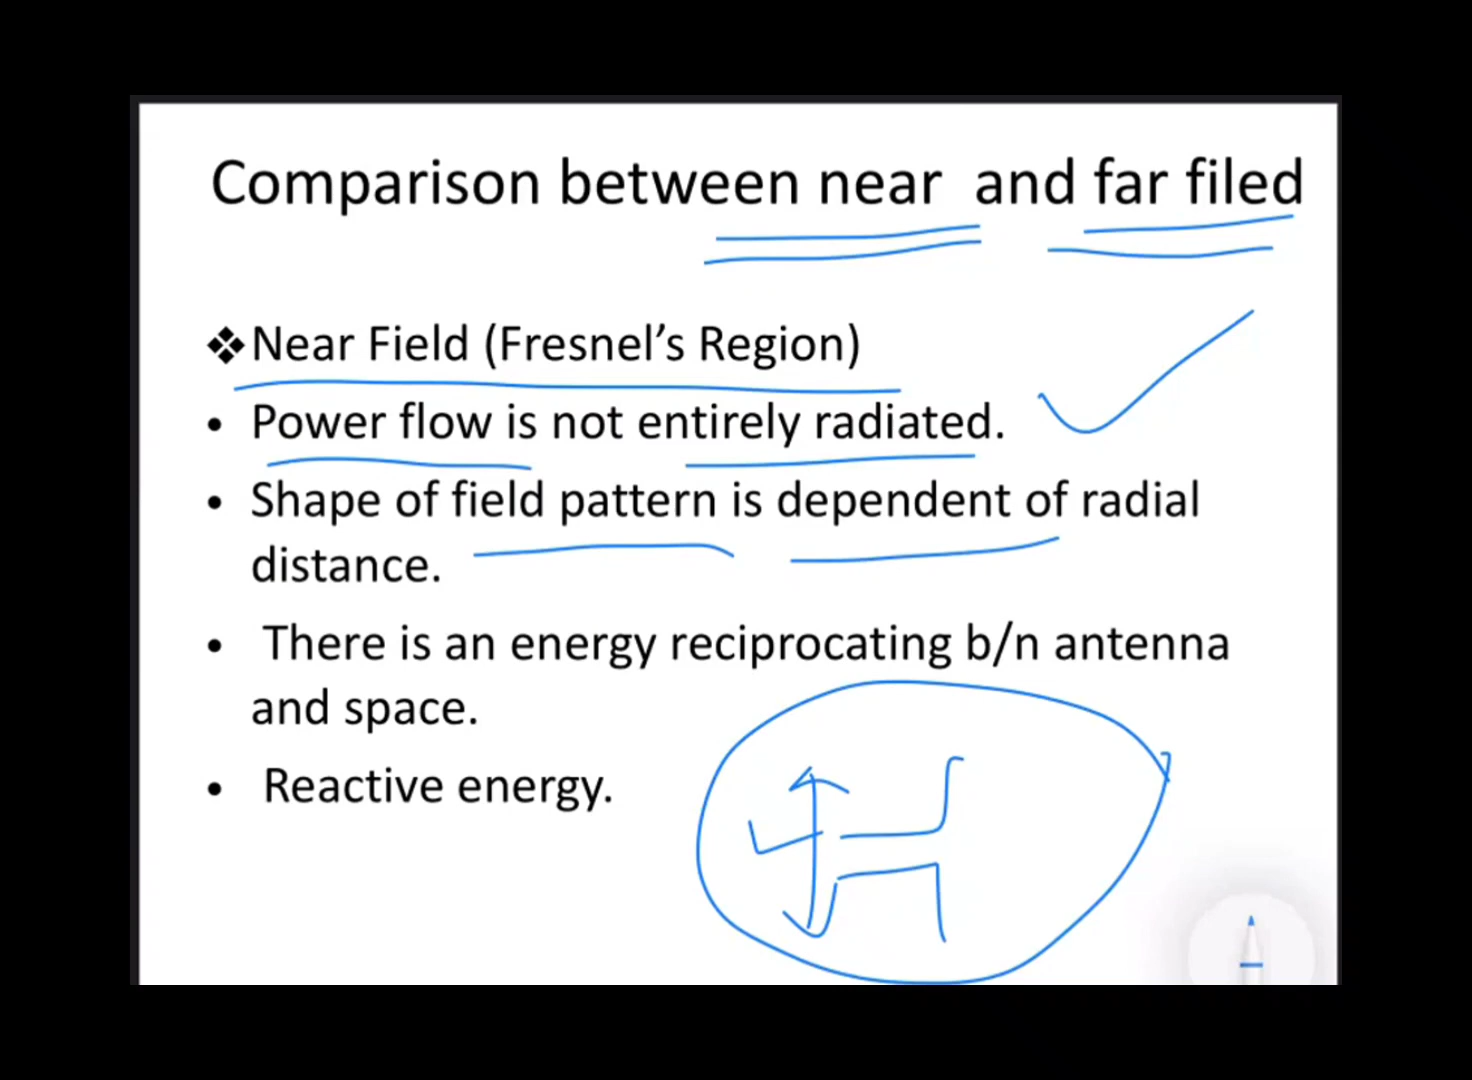 Comparison between near and far filed
❖Near Field (Fresnel’s Region)
• Power flow is not entirely radiated.
• Shape of field pattern is dependent of radial
distance.
• There is an energy reciprocating b/n antenna
and space.
• Reactive energy.